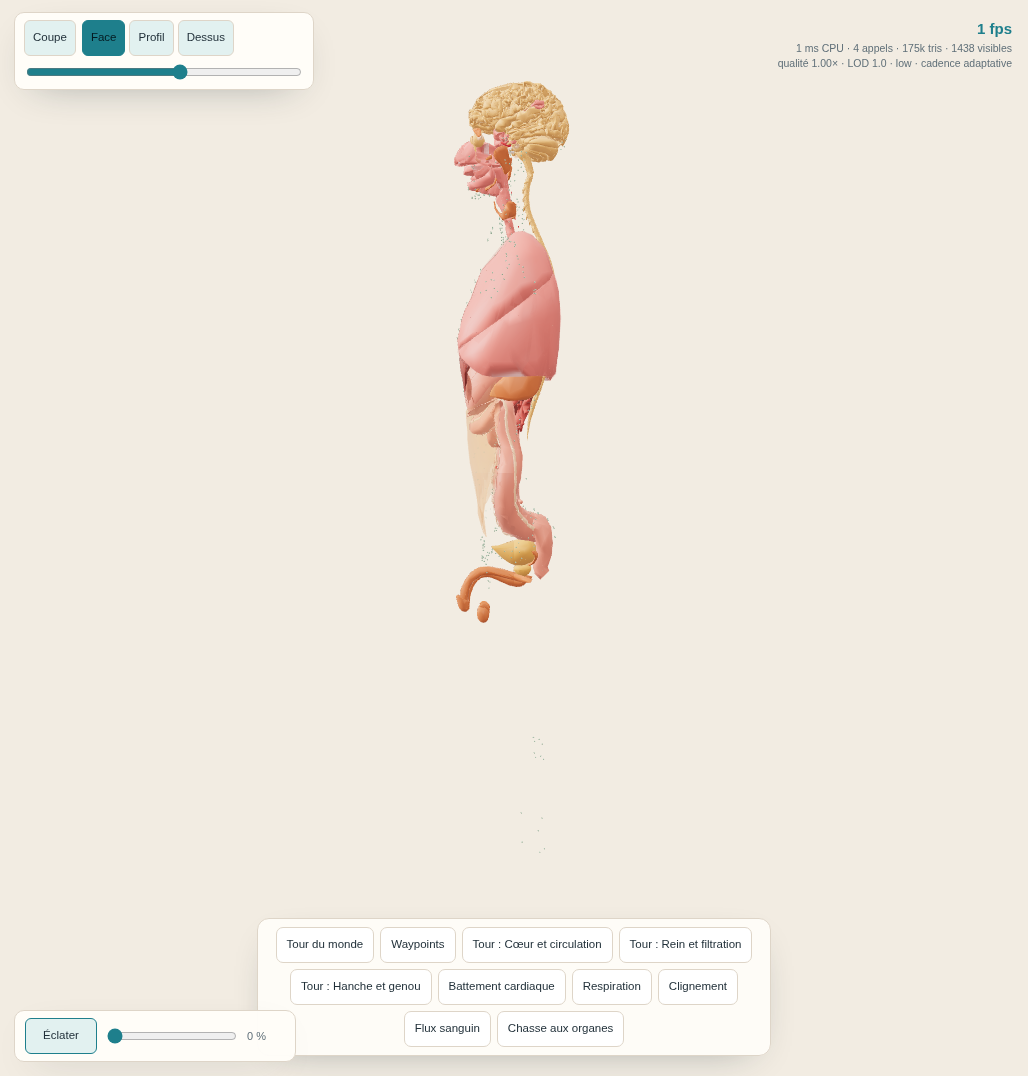 Coupe Face Profil Dessus
1 fps
1 ms CPU · 4 appels · 175k tris · 1438 visibles
qualité 1.00× · LOD 1.0 · low · cadence adaptative
Tour du monde Waypoints Tour : Cœur et circulation Tour : Rein et filtration
Tour : Hanche et genou Battement cardiaque Respiration Clignement
Flux sanguin Chasse aux organes
Éclater 0 %